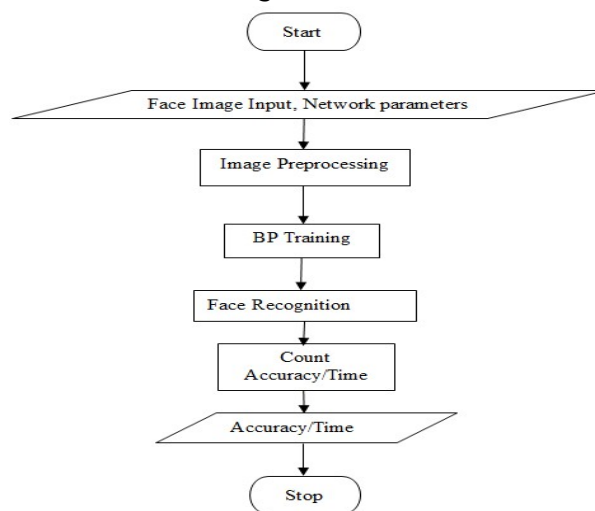 Start
Face Image Input, Network parameters
Image Preprocessing
BP Training
Face Recognition
Count
Accuracy/Time
Accuracy/Time
Stop